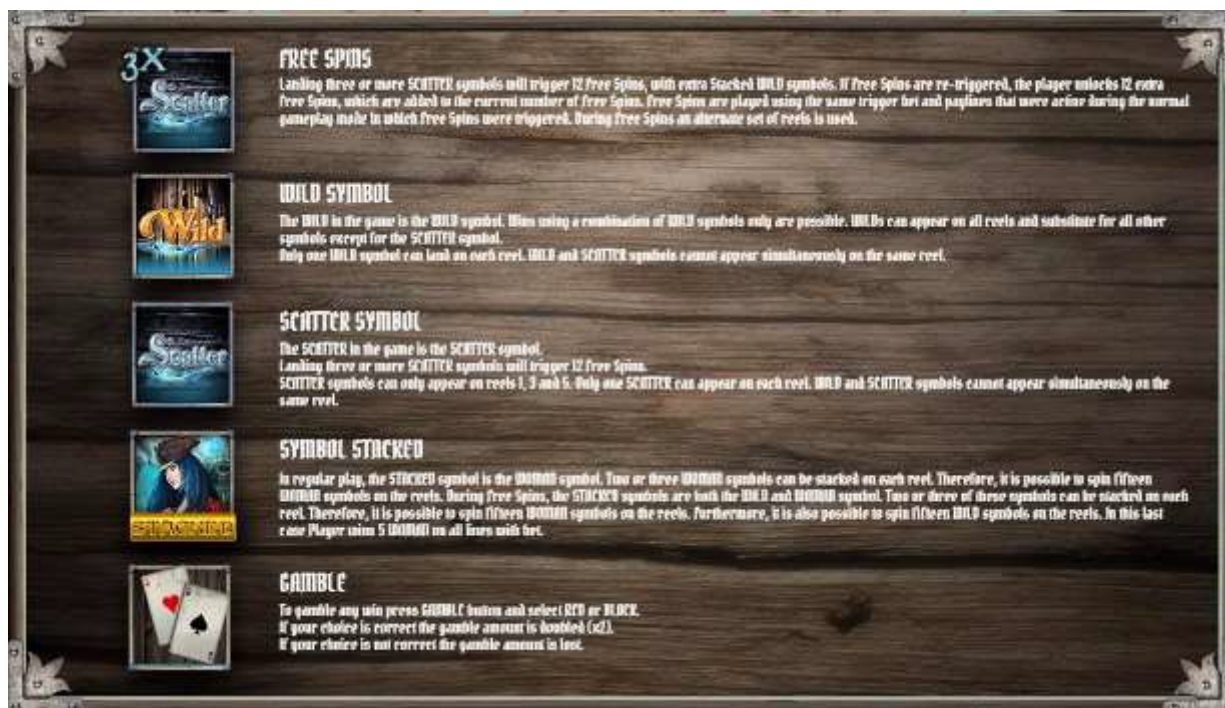 3X
Scatter
FREE SPINS
Landing three or more SCATTER symbols will trigger 12 Free Spins, with extra Stacked WILD symbols. If Free Spins are re-triggered, the player unlocks 12 extra
Free Spins, which are added to the current number of Free Spins. Free Spins are played using the same trigger bet and paylines that were active during the normal
gameplay mode in which Free Spins were triggered. During Free Spins an alternate set of reels is used.
Wild
WILD SYMBOL
The WILD in the game is the WILD symbol. Wins using a combination of WILD symbols only are possible. WILDs can appear on all reels and substitute for all other
symbols except for the SCATTER symbol.
Only one WILD symbol can land on each reel. WILD and SCATTER symbols cannot appear simultaneously on the same reel.
Scatter
SCATTER SYMBOL
The SCATTER in the game is the SCATTER symbol.
Landing three or more SCATTER symbols will trigger 12 Free Spins.
SCATTER symbols can only appear on reels 1, 3 and 5. Only one SCATTER can appear on each reel. WILD and SCATTER symbols cannot appear simultaneously on the
same reel.
SYMBOL STACKED
In regular play, the STACKED symbol is the WOMAN symbol. Two or three WOMAN symbols can be stacked on each reel. Therefore, it is possible to spin fifteen
WOMAN symbols on the reels. During Free Spins, the STACKED symbols are both the WILD and WOMAN symbol. Two or three of these symbols can be stacked on each
reel. Therefore, it is possible to spin fifteen WOMAN symbols on the reels. Furthermore, it is also possible to spin fifteen WILD symbols on the reels. In this last
case Player wins 5 WOMAN on all lines with bet.
GAMBLE
To gamble any win press GAMBLE button and select RED or BLACK.
If your choice is correct the gamble amount is doubled (x2).
If your choice is not correct the gamble amount is lost.